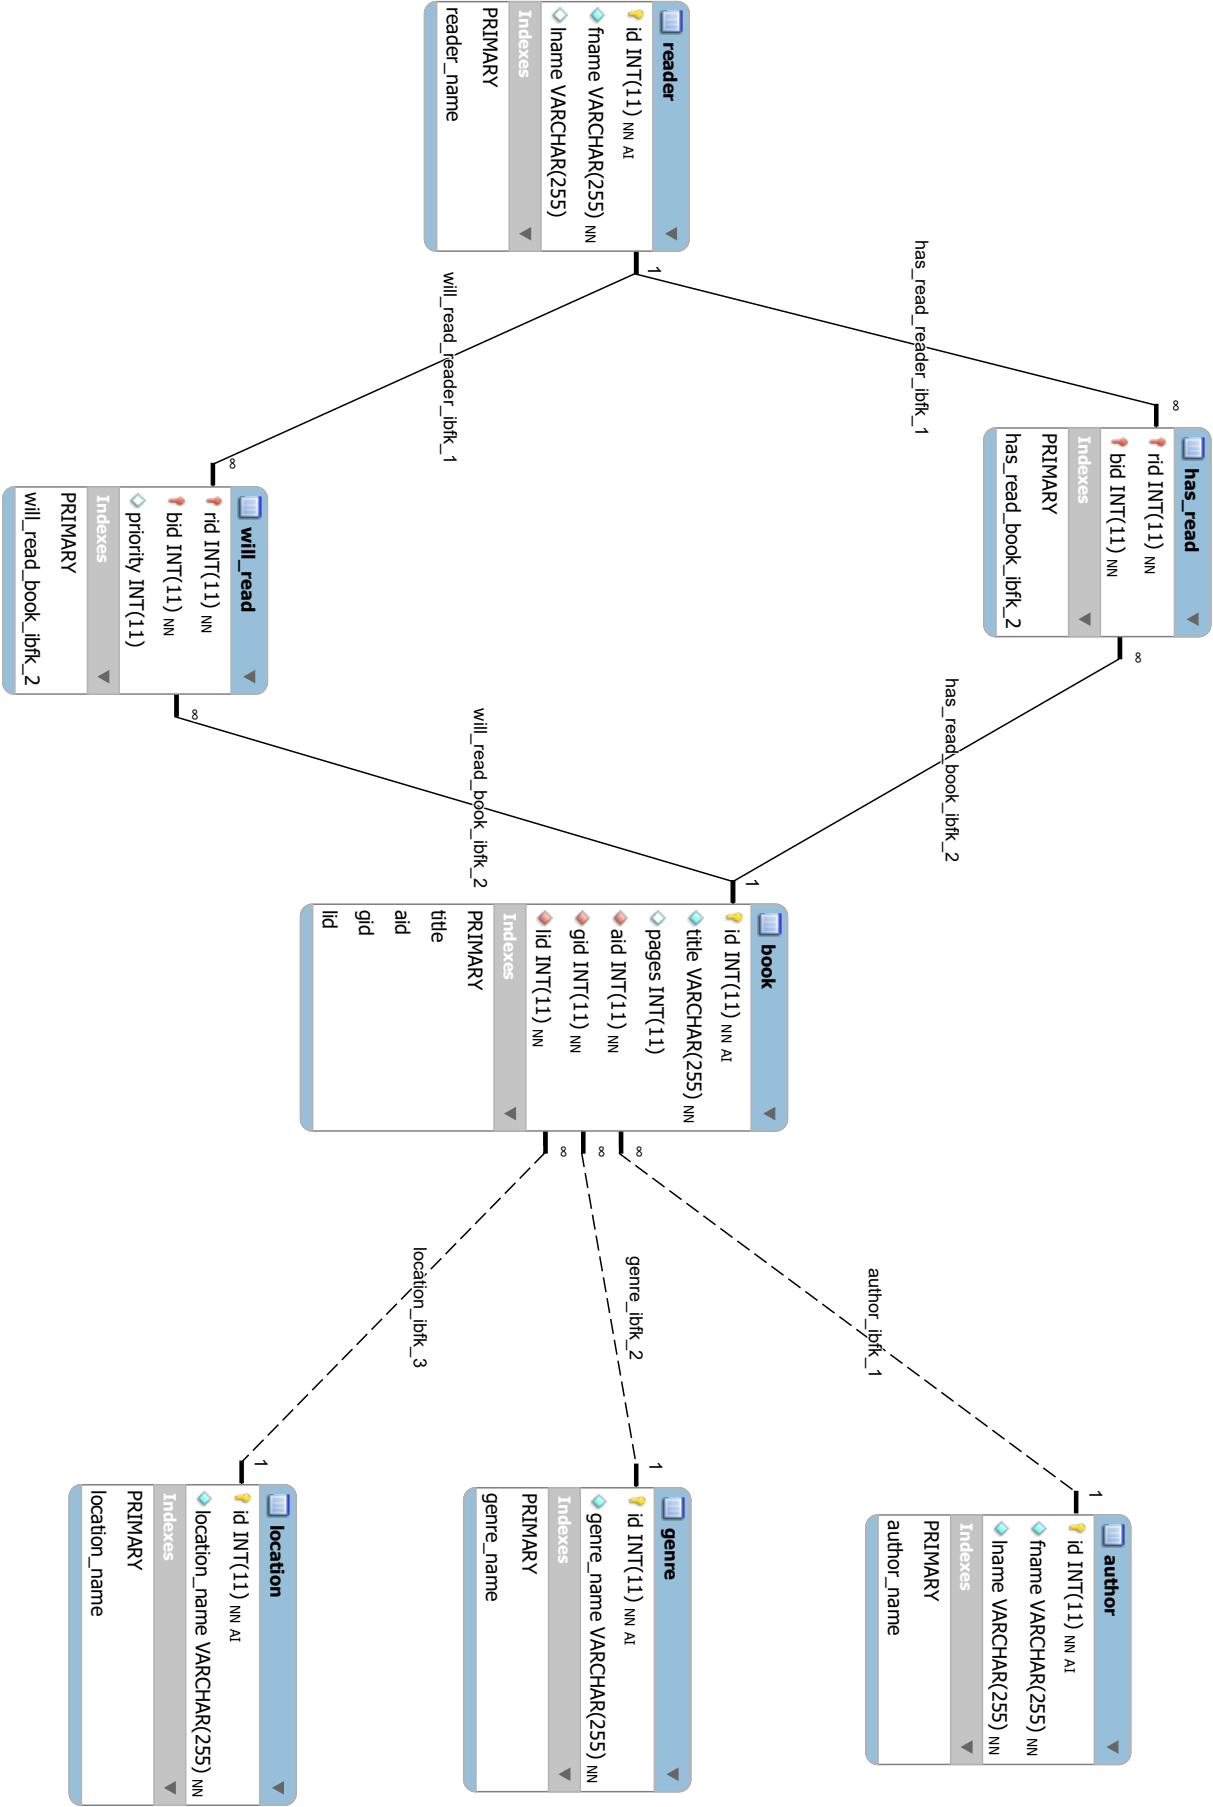 reader
id INT(11) NN AI
fname VARCHAR(255) NN
lname VARCHAR(255)
Indexes
PRIMARY
reader_name
1
has_read_reader_ibfk_1
will_read_reader_ibfk_1
∞
∞
has_read
rid INT(11) NN
bid INT(11) NN
Indexes
PRIMARY
has_read_book_ibfk_2
will_read
rid INT(11) NN
bid INT(11) NN
priority INT(11)
Indexes
PRIMARY
will_read_book_ibfk_2
∞
∞
has_read_book_ibfk_2
will_read_book_ibfk_2
1
book
id INT(11) NN AI
title VARCHAR(255) NN
pages INT(11)
aid INT(11) NN
gid INT(11) NN
lid INT(11) NN
Indexes
PRIMARY
title
aid
gid
lid
∞
∞
∞
author_ibfk_1
genre_ibfk_2
location_ibfk_3
1
1
1
author
id INT(11) NN AI
fname VARCHAR(255) NN
lname VARCHAR(255) NN
Indexes
PRIMARY
author_name
genre
id INT(11) NN AI
genre_name VARCHAR(255) NN
Indexes
PRIMARY
genre_name
location
id INT(11) NN AI
location_name VARCHAR(255) NN
Indexes
PRIMARY
location_name